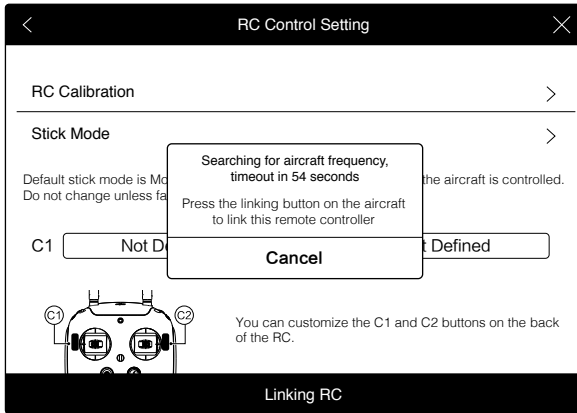 RC Control Setting
RC Calibration
Stick Mode
Searching for aircraft frequency,
timeout in 54 seconds
Default stick mode is
the aircraft is controlled.
Do not change unless
Press the linking button on the aircraft
to link this remote controller
C1
Not
Defined
Cancel
C1
C2
You can customize the C1 and C2 buttons on the back
of the RC.
Linking RC